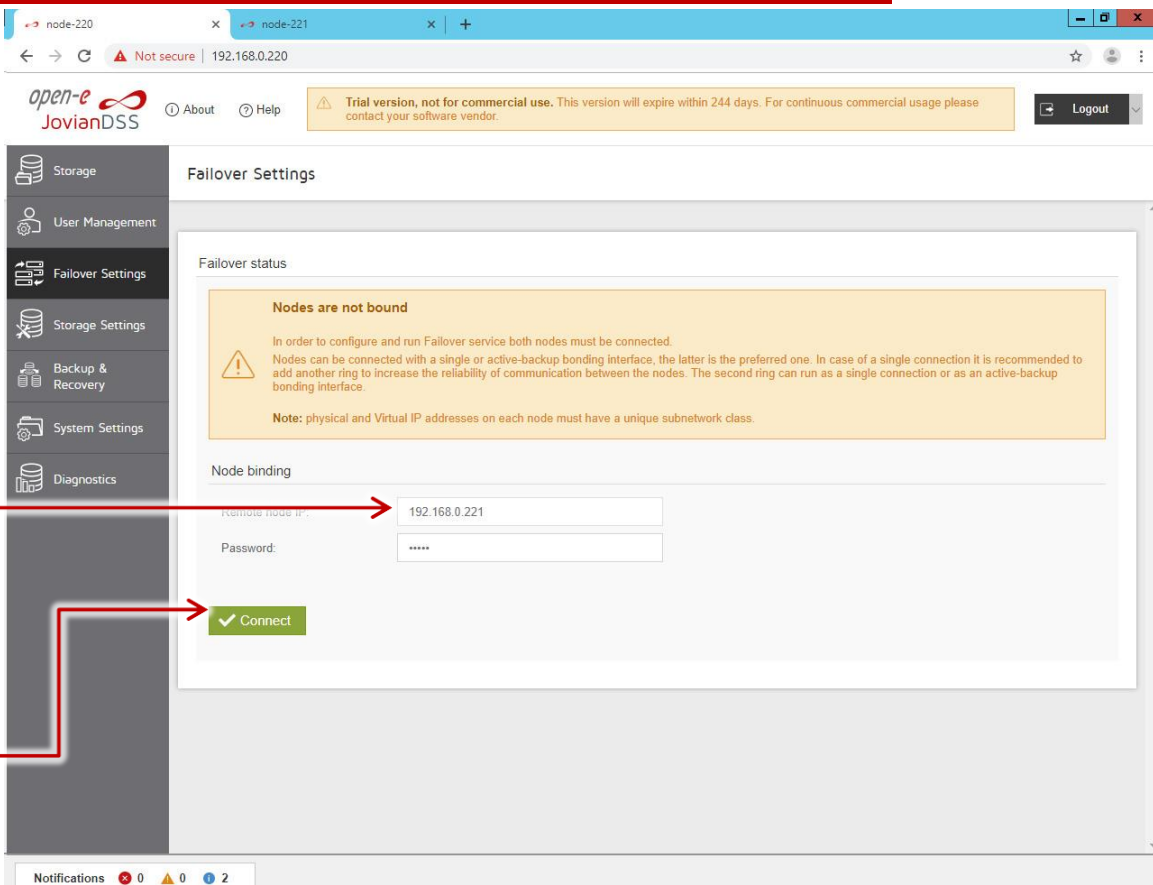 node-220
node-221
Not secure | 192.168.0.220
open-e
JovianDSS
About
Help
Trial version, not for commercial use. This version will expire within 244 days. For continuous commercial usage please
contact your software vendor.
Logout
Storage
User Management
Failover Settings
Storage Settings
Backup &
Recovery
System Settings
Diagnostics
Failover Settings
Failover status
Nodes are not bound
In order to configure and run Failover service both nodes must be connected.
Nodes can be connected with a single or active-backup bonding interface, the latter is the preferred one. In case of a single connection it is recommended to
add another ring to increase the reliability of communication between the nodes. The second ring can run as a single connection or as an active-backup
bonding interface.
Note: physical and Virtual IP addresses on each node must have a unique subnetwork class.
Node binding
Remote node IP:
192.168.0.221
Password:
•••••
Connect
Notifications 0 0 2